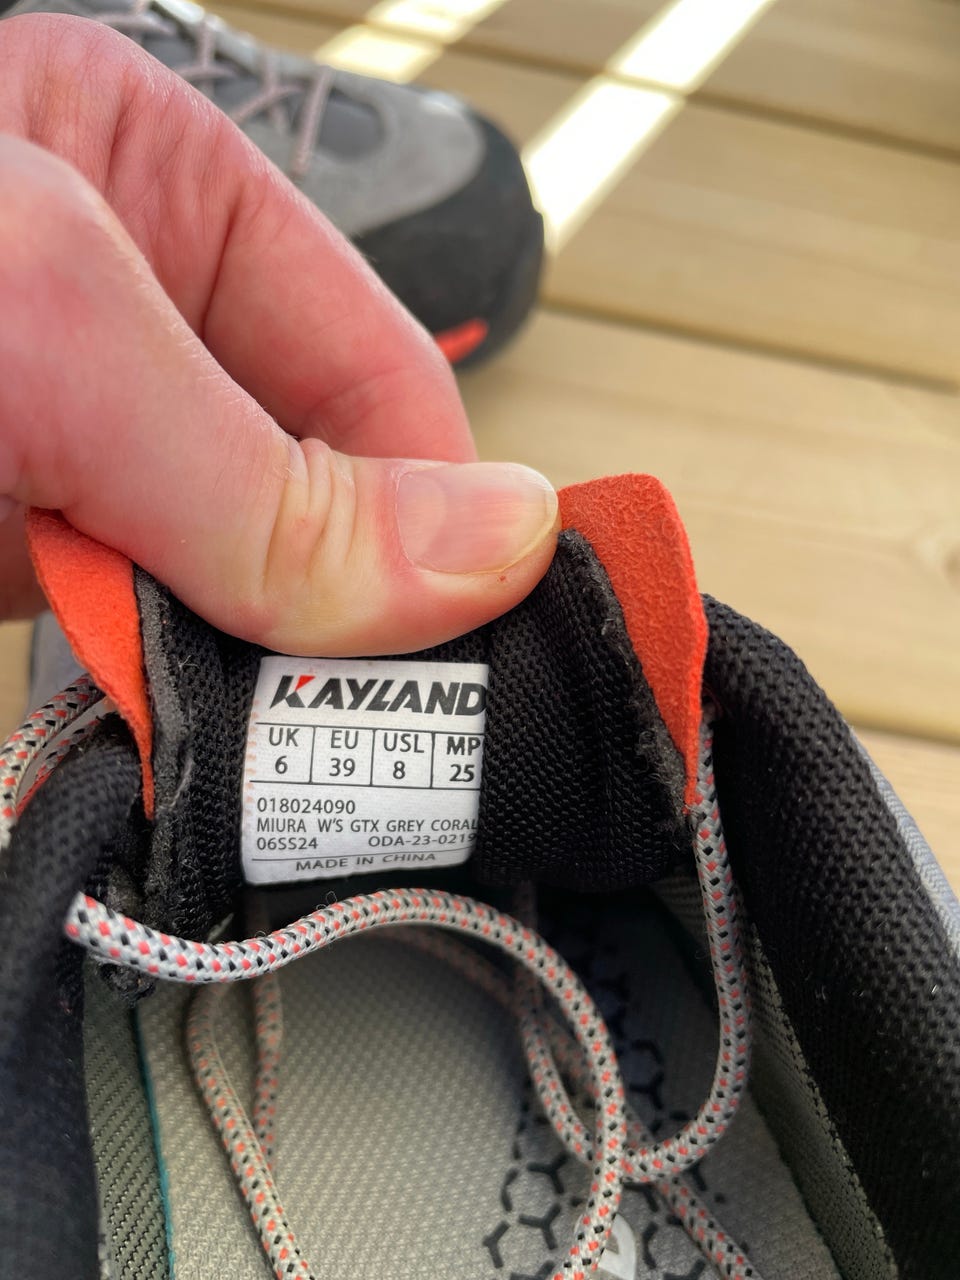 KAYLAND
UK EU USL MP
6 39 8 25
018024090
MIURA W'S GTX GREY CORAL
06SS24 ODA-23-0219
MADE IN CHINA